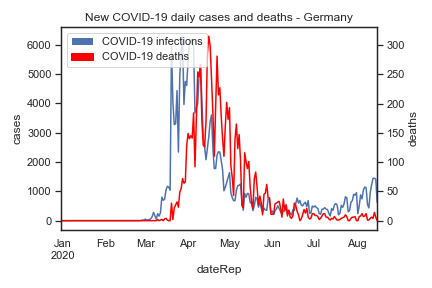 New COVID-19 daily cases and deaths - Germany
COVID-19 infections
COVID-19 deaths
6000
5000
4000
3000
2000
1000
0
cases
300
250
200
150
100
50
0
deaths
Jan Feb Mar Apr May Jun Jul Aug
2020
dateRep